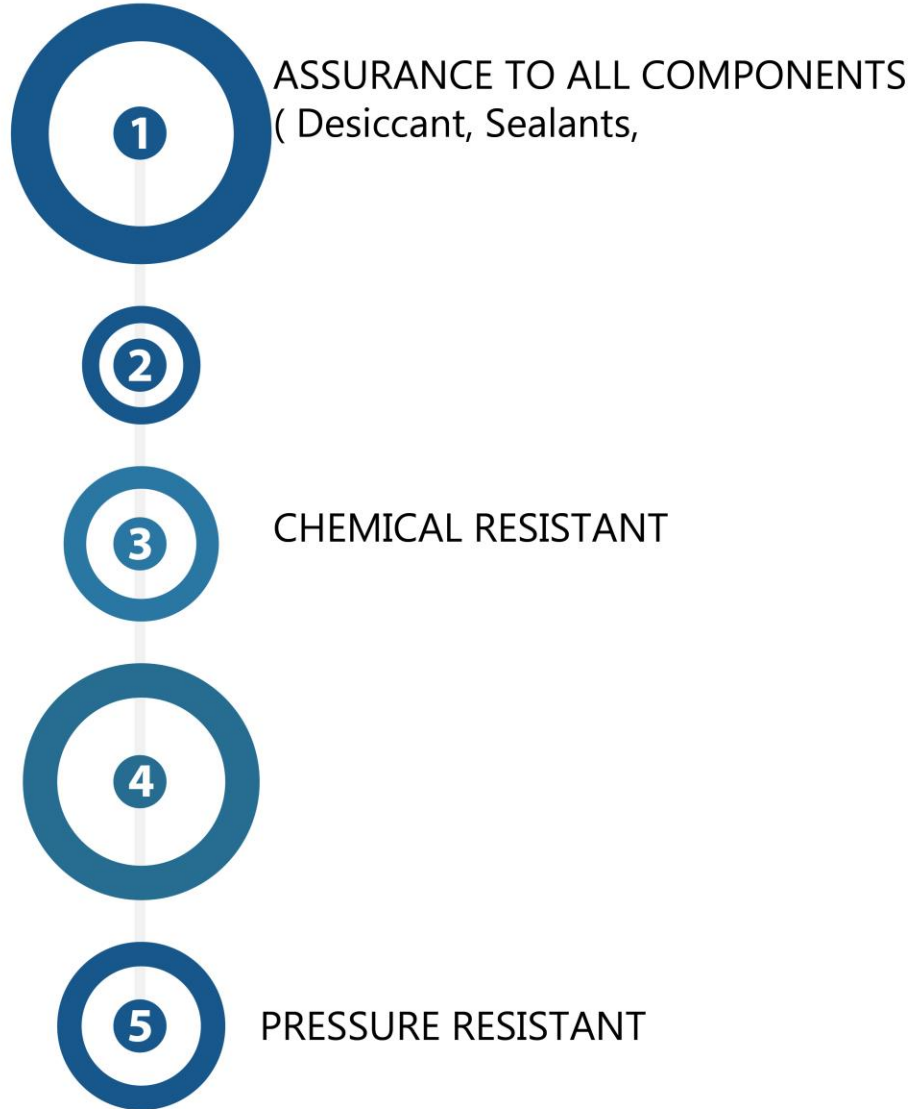 1
ASSURANCE TO ALL COMPONENTS
( Desiccant, Sealants,
2
3
CHEMICAL RESISTANT
4
5
PRESSURE RESISTANT